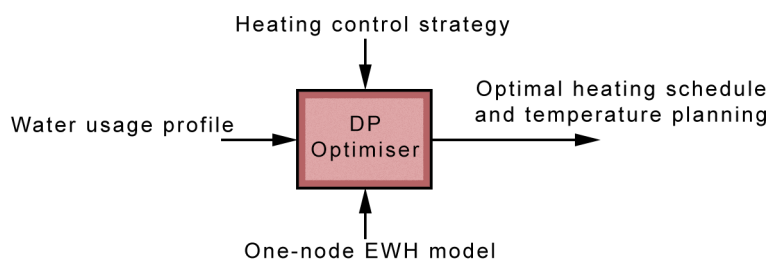 Heating control strategy
Optimal heating schedule
and temperature planning
Water usage profile
DP
Optimiser
One-node EWH model